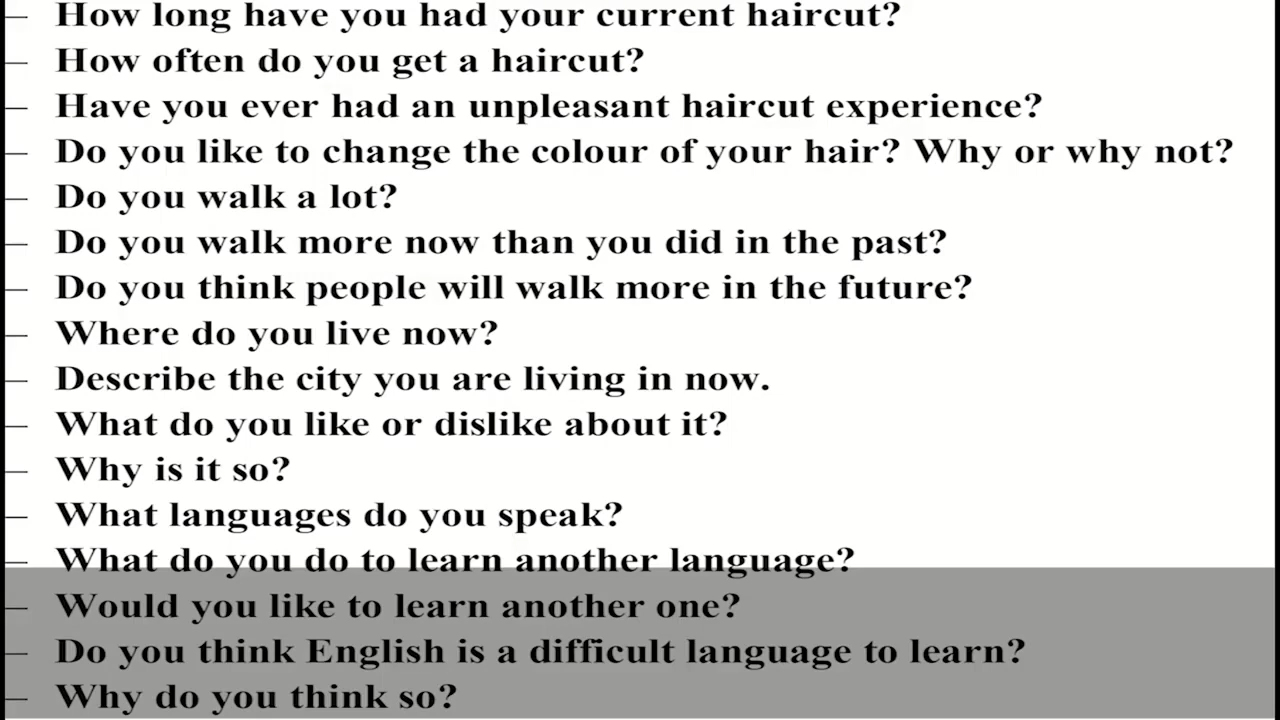 – How long have you had your current haircut?
– How often do you get a haircut?
– Have you ever had an unpleasant haircut experience?
– Do you like to change the colour of your hair? Why or why not?
– Do you walk a lot?
– Do you walk more now than you did in the past?
– Do you think people will walk more in the future?
– Where do you live now?
– Describe the city you are living in now.
– What do you like or dislike about it?
– Why is it so?
– What languages do you speak?
– What do you do to learn another language?
– Would you like to learn another one?
– Do you think English is a difficult language to learn?
– Why do you think so?